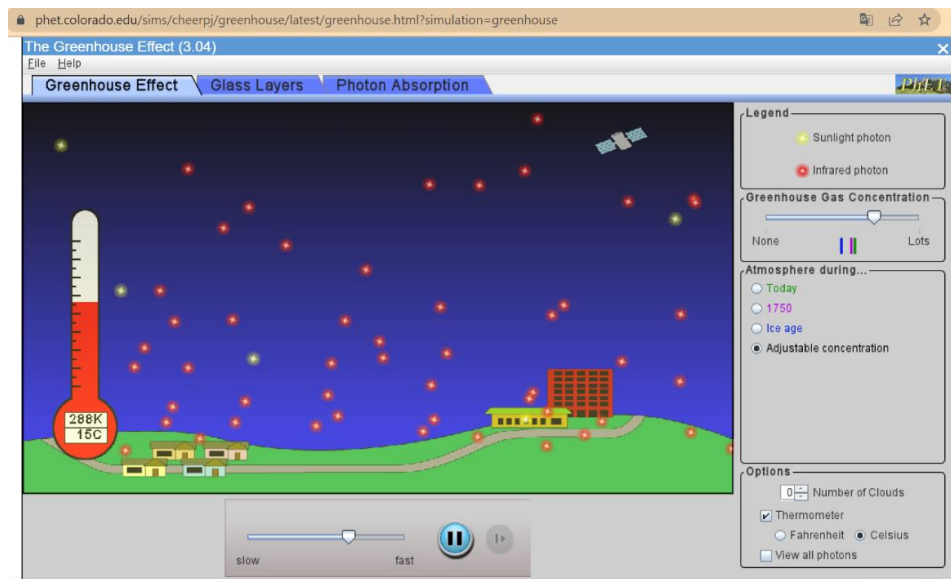 phet.colorado.edu/sims/cheerpj/greenhouse/latest/greenhouse.html?simulation=greenhouse
The Greenhouse Effect (3.04)
File Help
Greenhouse Effect Glass Layers Photon Absorption
PhET
Legend
Sunlight photon
Infrared photon
Greenhouse Gas Concentration
None Lots
Atmosphere during...
Today
1750
Ice age
Adjustable concentration
288K
15C
Options
0 Number of Clouds
Thermometer
Fahrenheit Celsius
View all photons
slow fast